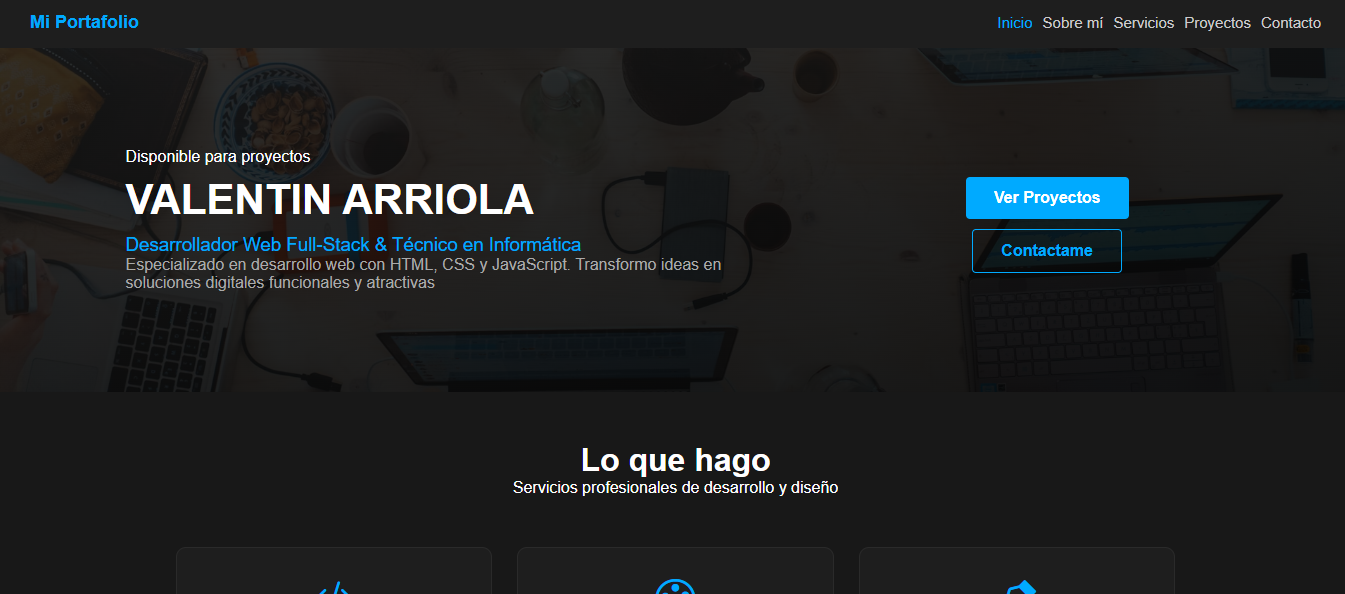 Mi Portafolio
Inicio Sobre mí Servicios Proyectos Contacto
Disponible para proyectos
VALENTIN ARRIOLA
Desarrollador Web Full-Stack & Técnico en Informática
Especializado en desarrollo web con HTML, CSS y JavaScript. Transformo ideas en
soluciones digitales funcionales y atractivas
Ver Proyectos
Contactame
Lo que hago
Servicios profesionales de desarrollo y diseño